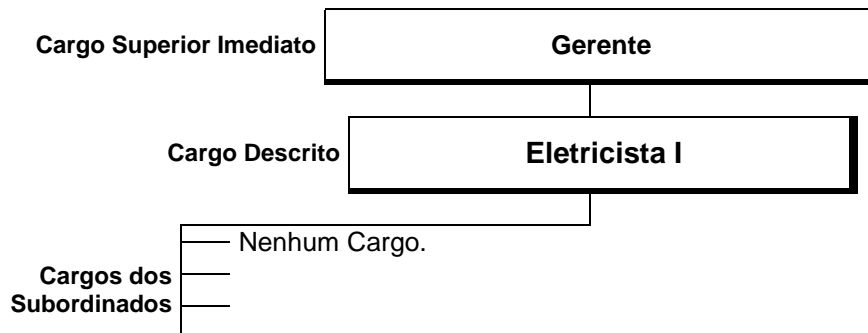 Cargo Superior Imediato
Gerente
Cargo Descrito
Eletricista I
Nenhum Cargo.
Cargos dos
Subordinados